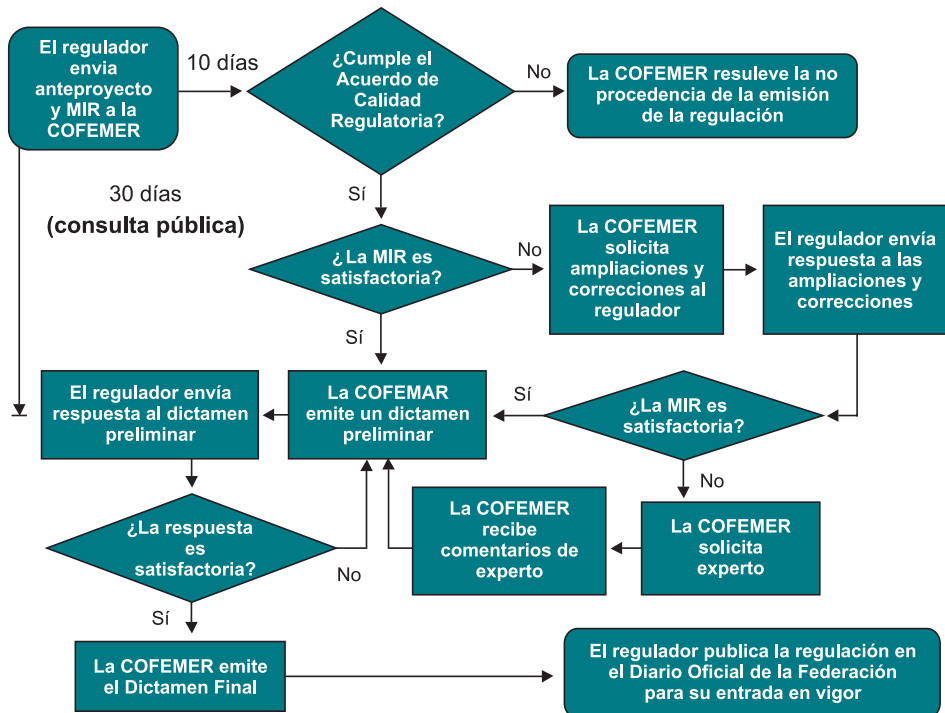 El regulador
envia
anteproyecto
y MIR a la
COFEMER
10 días
¿Cumple el
Acuerdo de
Calidad
Regulatoria?
No
La COFEMER resuleve la no
procedencia de la emisión
de la regulación
30 días
(consulta pública)
Sí
¿La MIR es
satisfactoria?
No
La COFEMER
solicita
ampliaciones y
correcciones al
regulador
El regulador envía
respuesta a las
ampliaciones y
correcciones
Sí
El regulador envía
respuesta al dictamen
preliminar
La COFEMAR
emite un dictamen
preliminar
Sí
¿La MIR es
satisfactoria?
No
¿La respuesta
es
satisfactoria?
No
La COFEMER
recibe
comentarios de
experto
La COFEMER
solicita
experto
Sí
La COFEMER emite
el Dictamen Final
El regulador publica la regulación en
el Diario Oficial de la Federación
para su entrada en vigor